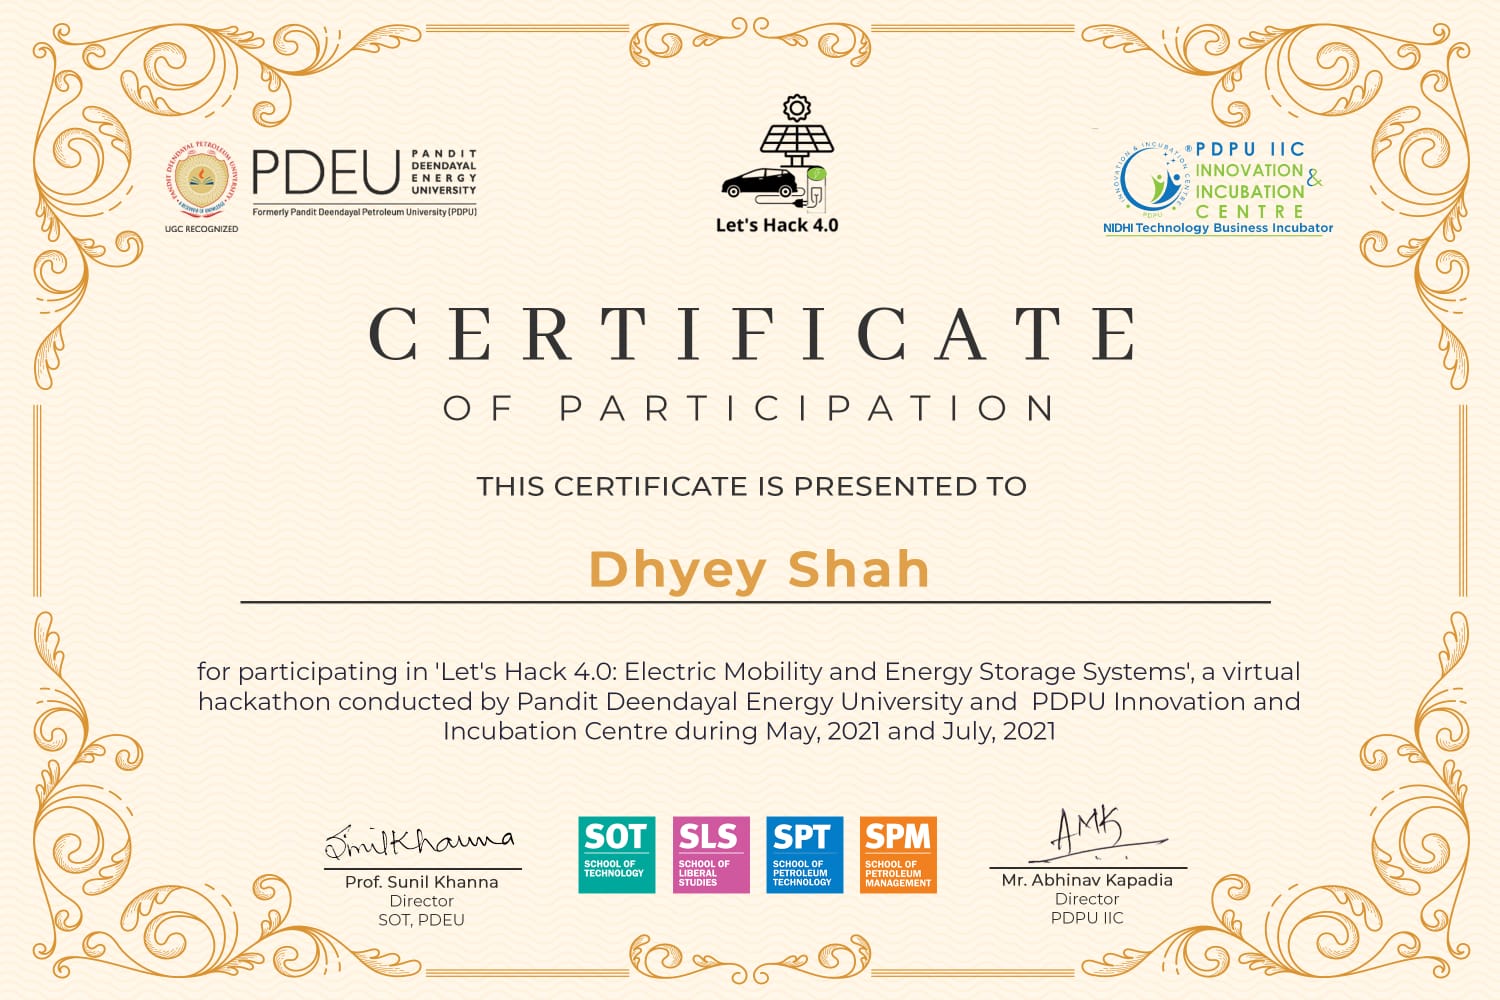 PANDIT DEENDAYAL PETROLEUM UNIVERSITY
UGC RECOGNIZED
PDEU
PANDIT
DEENDAYAL
ENERGY
UNIVERSITY
Formerly Pandit Deendayal Petroleum University (PDPU)
Let's Hack 4.0
INNOVATION & INCUBATION CENTRE
PDPU
® PDPU IIC
INNOVATION &
INCUBATION
CENTRE
NIDHI Technology Business Incubator
CERTIFICATE
OF PARTICIPATION
THIS CERTIFICATE IS PRESENTED TO
Dhyey Shah
for participating in 'Let's Hack 4.0: Electric Mobility and Energy Storage Systems', a virtual
hackathon conducted by Pandit Deendayal Energy University and PDPU Innovation and
Incubation Centre during May, 2021 and July, 2021
SunilKhanna
Prof. Sunil Khanna
Director
SOT, PDEU
SOT
SCHOOL OF
TECHNOLOGY
SLS
SCHOOL OF
LIBERAL
STUDIES
SPT
SCHOOL OF
PETROLEUM
TECHNOLOGY
SPM
SCHOOL OF
PETROLEUM
MANAGEMENT
AMK
Mr. Abhinav Kapadia
Director
PDPU IIC